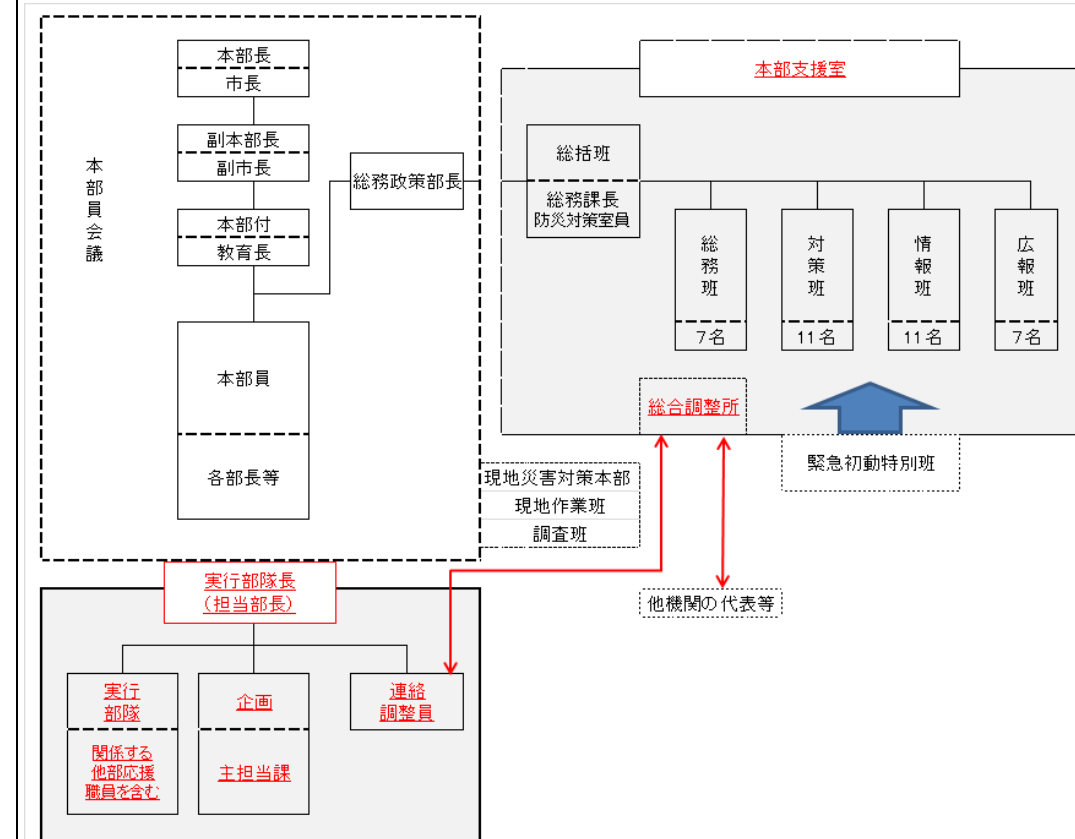 本部員会議
本部長
市長
副本部長
副市長
本部付
教育長
総務政策部長
本部員
各部長等
本部支援室
総括班
総務課長
防災対策室員
総務班
7名
対策班
11名
情報班
11名
広報班
7名
総合調整所
緊急初動特別班
現地災害対策本部
現地作業班
調査班
他機関の代表等
実行部隊長
(担当部長)
実行
部隊
関係する
他部応援
職員を含む
企画
主担当課
連絡
調整員